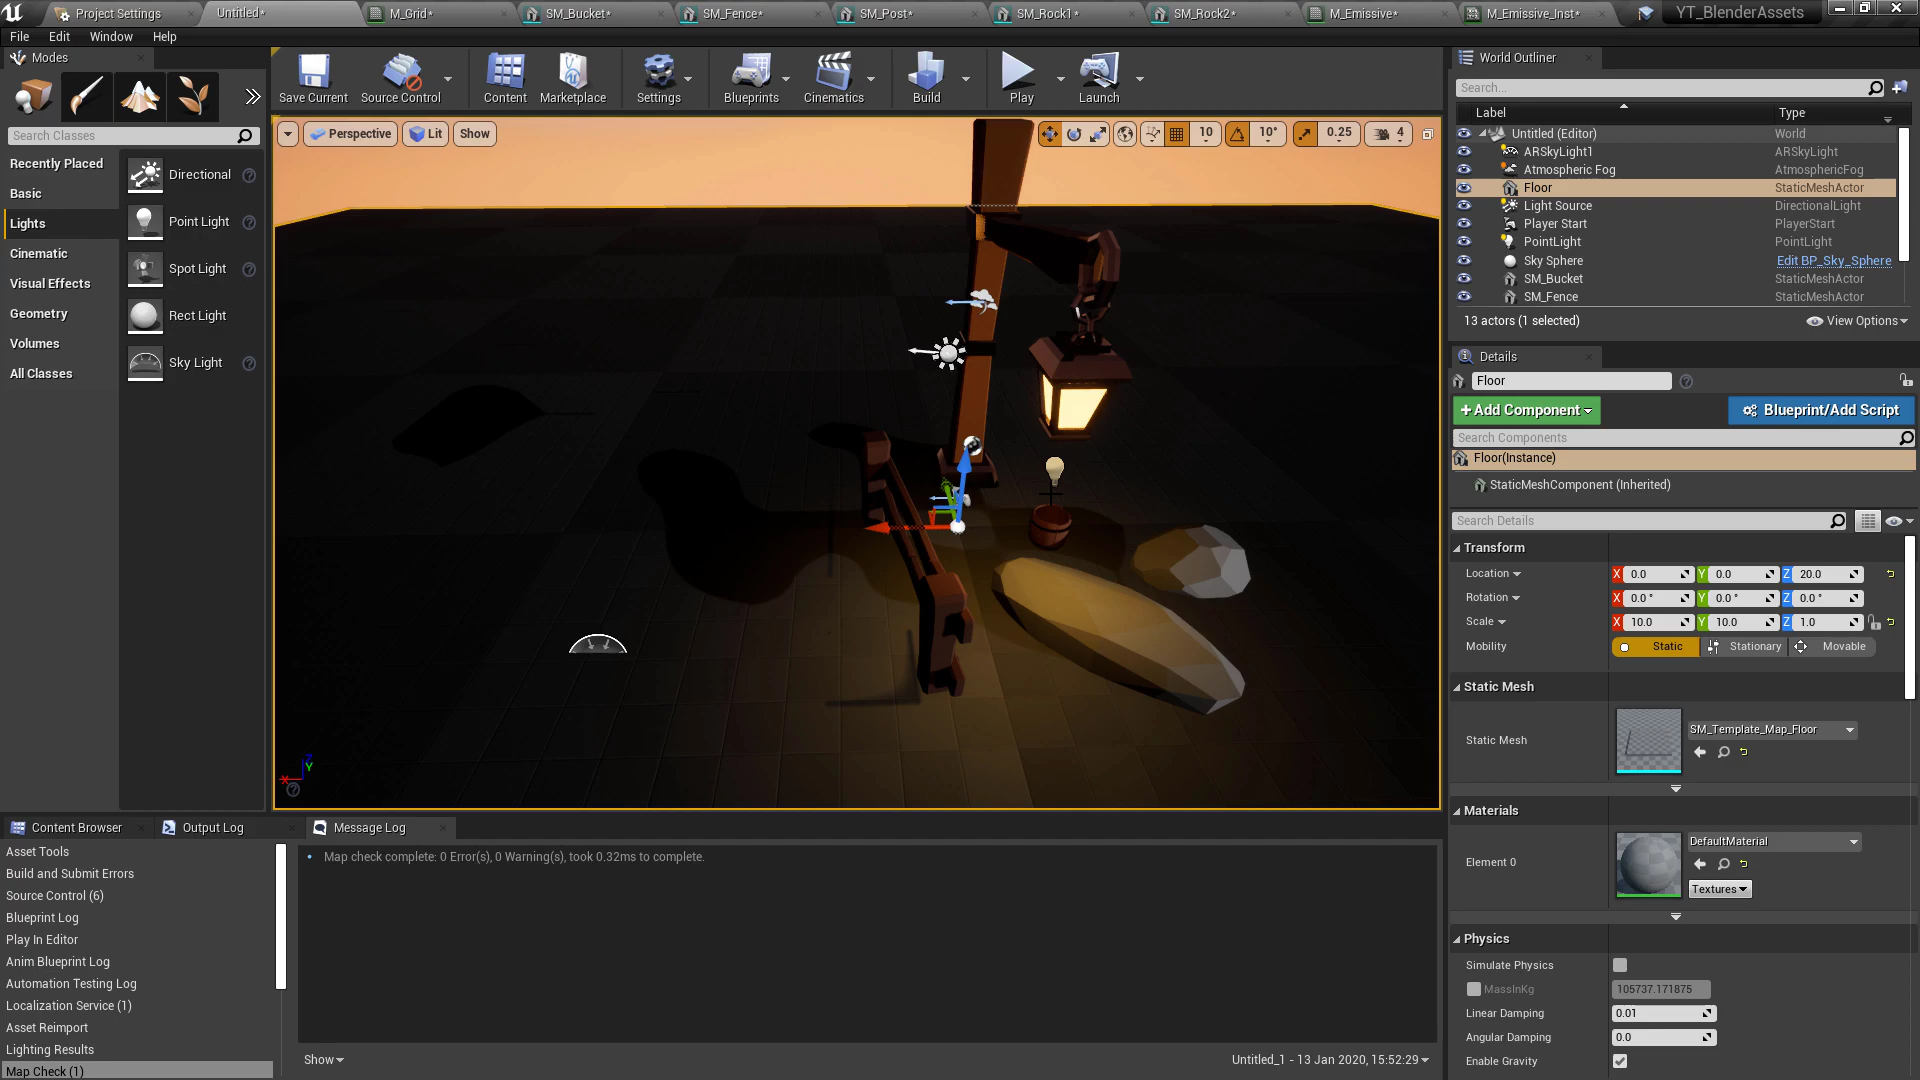 Project Settings
Untitled*
M_Grid*
SM_Bucket*
SM_Fence*
SM_Post*
SM_Rock1*
SM_Rock2*
M_Emissive*
M_Emissive_Inst*
YT_BlenderAssets
File Edit Window Help
Modes
Search Classes
Recently Placed
Basic
Lights
Cinematic
Visual Effects
Geometry
Volumes
All Classes
Directional
Point Light
Spot Light
Rect Light
Sky Light
Save Current
Source Control
Content
Marketplace
Settings
Blueprints
Cinematics
Build
Play
Launch
Perspective
Lit
Show
10
10°
0.25
4
X
Z
Y
World Outliner
Search...
Label Type
Untitled (Editor) World
ARSkyLight1 ARSkyLight
Atmospheric Fog AtmosphericFog
Floor StaticMeshActor
Light Source DirectionalLight
Player Start PlayerStart
PointLight PointLight
Sky Sphere Edit BP_Sky_Sphere
SM_Bucket StaticMeshActor
SM_Fence StaticMeshActor
13 actors (1 selected)
View Options
Details
Floor
+Add Component
Blueprint/Add Script
Search Components
Floor(Instance)
StaticMeshComponent (Inherited)
Search Details
Transform
Location X 0.0 Y 0.0 Z 20.0
Rotation X 0.0 ° Y 0.0 ° Z 0.0 °
Scale X 10.0 Y 10.0 Z 1.0
Mobility Static Stationary Movable
Static Mesh
Static Mesh
SM_Template_Map_Floor
Materials
Element 0
DefaultMaterial
Textures
Physics
Simulate Physics
MassInKg 105737.171875
Linear Damping 0.01
Angular Damping 0.0
Enable Gravity
Content Browser
Output Log
Message Log
Asset Tools
Build and Submit Errors
Source Control (6)
Blueprint Log
Play In Editor
Anim Blueprint Log
Automation Testing Log
Localization Service (1)
Asset Reimport
Lighting Results
Map Check (1)
Map check complete: 0 Error(s), 0 Warning(s), took 0.32ms to complete.
Show
Untitled_1 - 13 Jan 2020, 15:52:29